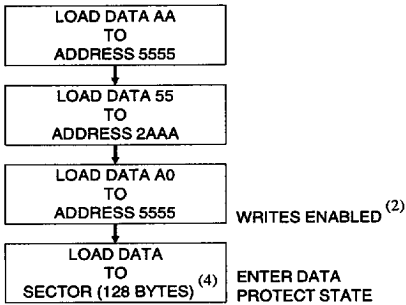 LOAD DATA AA
TO
ADDRESS 5555
LOAD DATA 55
TO
ADDRESS 2AAA
LOAD DATA A0
TO
ADDRESS 5555
WRITES ENABLED (2)
LOAD DATA
TO
SECTOR (128 BYTES) (4)
ENTER DATA
PROTECT STATE